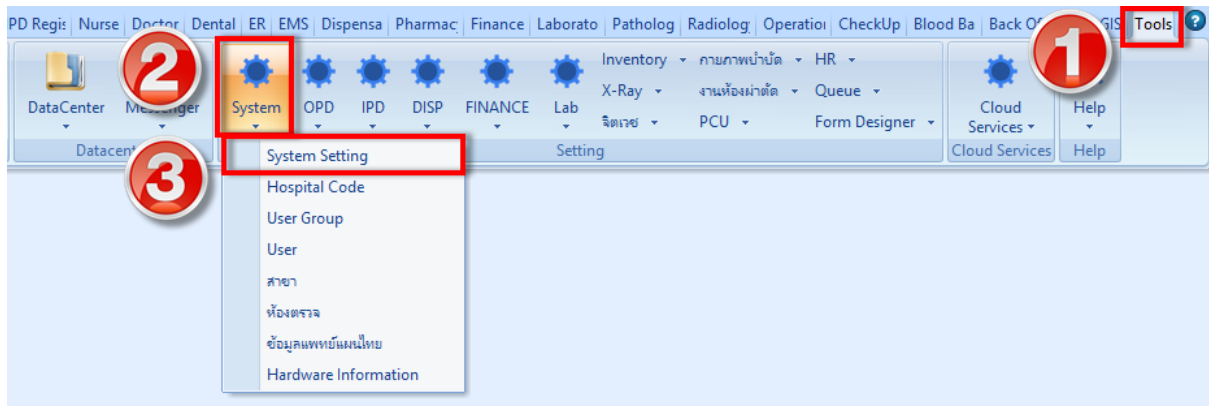 PD Regis Nurse Doctor Dental ER EMS Dispensa Pharmac Finance Laborato Patholog Radiolog Operatio CheckUp Blood Ba Back Of GIS Tools ?
1
2
DataCenter Messenger System OPD IPD DISP FINANCE Lab Inventory กายภาพบำบัด HR Cloud Services Help
X-Ray งานห้องผ่าตัด Queue
จิตเวช PCU Form Designer
Datacent Setting Cloud Services Help
3
System Setting
Hospital Code
User Group
User
สาขา
ห้องตรวจ
ข้อมูลแพทย์แผนไทย
Hardware Information